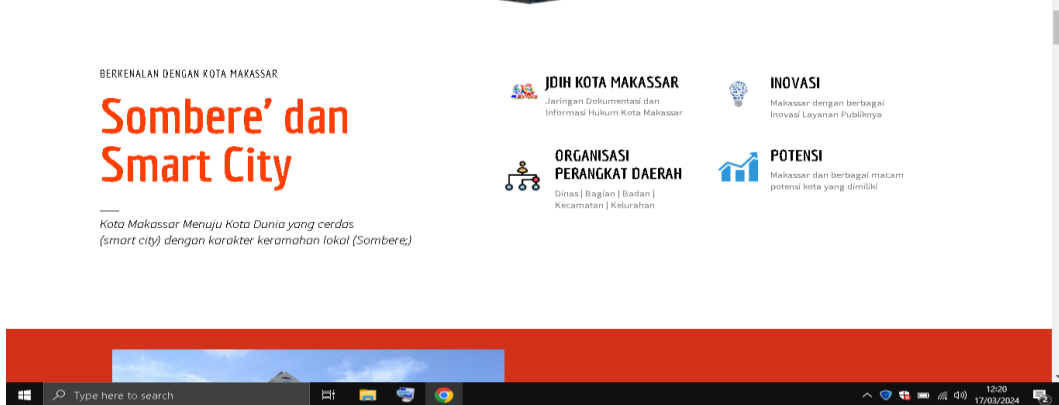 BERKENALAN DENGAN KOTA MAKASSAR
Sombere' dan
Smart City
Kota Makassar Menuju Kota Dunia yang cerdas
(smart city) dengan karakter keramahan lokal (Sombere;)
JDIH KOTA MAKASSAR
Jaringan Dokumentasi dan
Informasi Hukum Kota Makassar
INOVASI
Makassar dengan berbagai
Inovasi Layanan Publiknya
ORGANISASI
PERANGKAT DAERAH
Dinas | Bagian | Badan |
Kecamatan | Kelurahan
POTENSI
Makassar dan berbagai macam
potensi kota yang dimiliki
Type here to search
12:20
17/03/2024
2